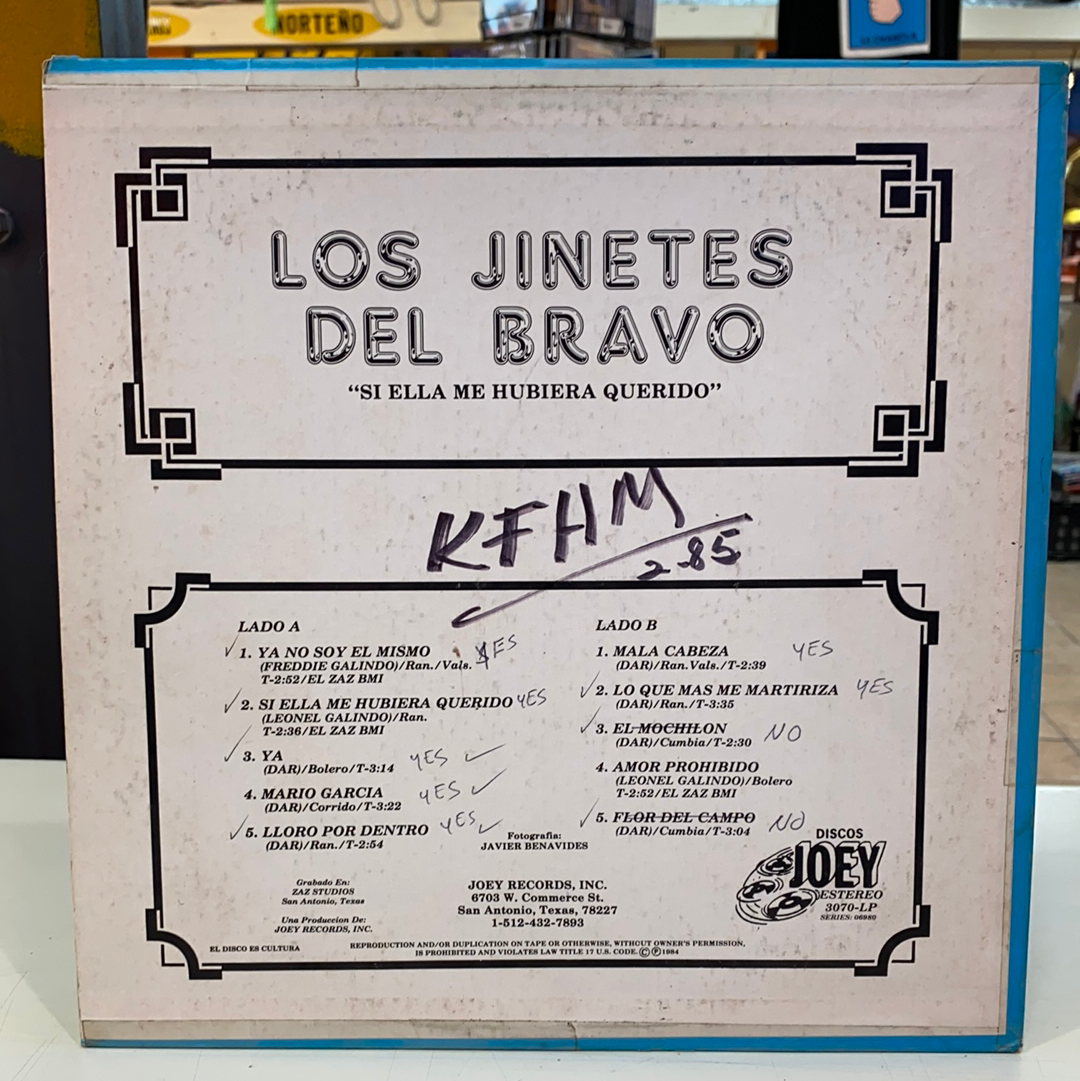 NORTEÑO
LOS JINETES
DEL BRAVO
“SI ELLA ME HUBIERA QUERIDO”
KFHM
2-85
LADO A
✓ 1. YA NO SOY EL MISMO YES
(FREDDIE GALINDO)/Ran./Vals.
T-2:52/EL ZAZ BMI
✓ 2. SI ELLA ME HUBIERA QUERIDO YES
(LEONEL GALINDO)/Ran.
T-2:36/EL ZAZ BMI
✓ 3. YA YES ✓
(DAR)/Bolero/T-3:14
4. MARIO GARCIA YES ✓
(DAR)/Corrido/T-3:22
✓ 5. LLORO POR DENTRO YES ✓
(DAR)/Ran./T-2:54
LADO B
1. MALA CABEZA YES
(DAR)/Ran.Vals./T-2:39
✓ 2. LO QUE MAS ME MARTIRIZA YES
(DAR)/Ran./T-3:35
✓ 3. EL MOCHILON NO
(DAR)/Cumbia/T-2:30
4. AMOR PROHIBIDO
(LEONEL GALINDO)/Bolero
T-2:52/EL ZAZ BMI
✓ 5. FLOR DEL CAMPO NO
(DAR)/Cumbia/T-3:04
Fotografia:
JAVIER BENAVIDES
Grabado En:
ZAZ STUDIOS
San Antonio, Texas
Una Produccion De:
JOEY RECORDS, INC.
JOEY RECORDS, INC.
6703 W. Commerce St.
San Antonio, Texas, 78227
1-512-432-7893
DISCOS
JOEY
ESTEREO
3070-LP
SERIES: 06980
EL DISCO ES CULTURA
REPRODUCTION AND/OR DUPLICATION ON TAPE OR OTHERWISE, WITHOUT OWNER'S PERMISSION,
IS PROHIBITED AND VIOLATES LAW TITLE 17 U.S. CODE. © ℗ 1984